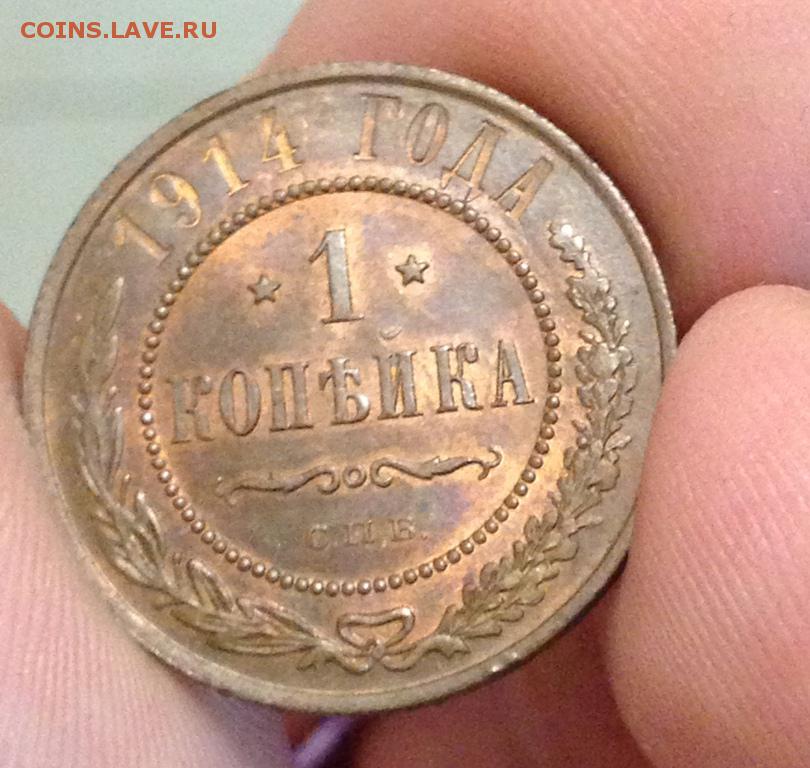 COINS.LAVE.RU
1914 ГОДА
1
КОПѢЙКА
С.П.Б.